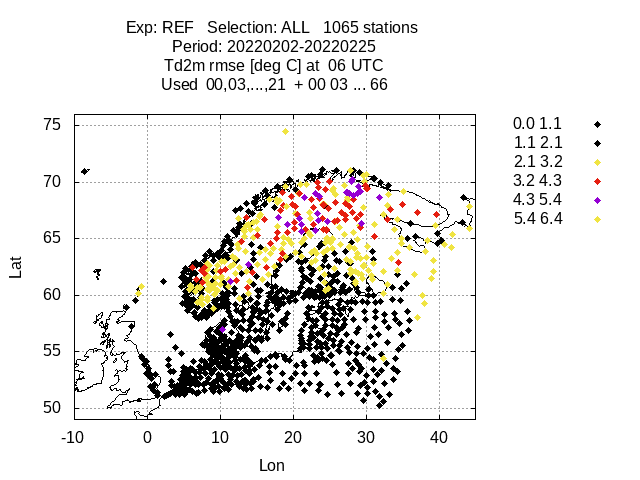 Exp: REF   Selection: ALL   1065 stations
Period: 20220202-20220225
Td2m rmse [deg C] at  06 UTC
Used  00,03,...,21  + 00 03 ... 66
75
70
65
60
55
50
Lat
-10 0 10 20 30 40
Lon
0.0 1.1
1.1 2.1
2.1 3.2
3.2 4.3
4.3 5.4
5.4 6.4